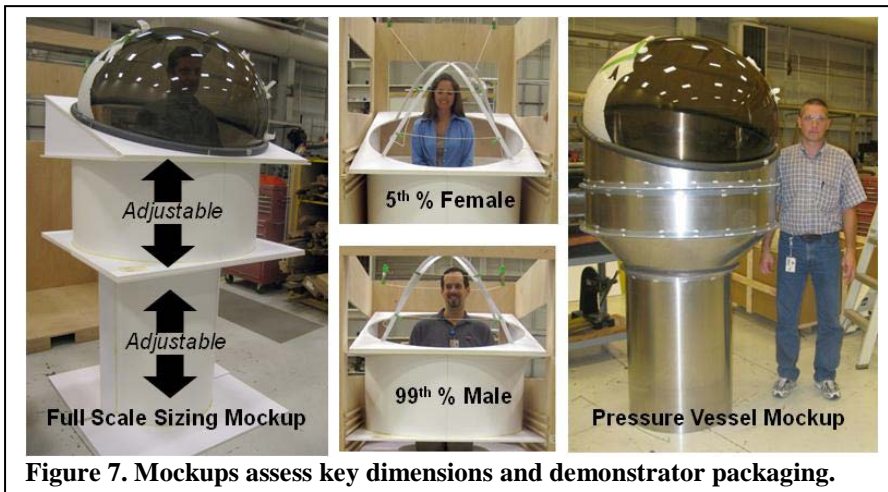 Adjustable
Adjustable
Full Scale Sizing Mockup
5th % Female
99th % Male
Pressure Vessel Mockup
Figure 7. Mockups assess key dimensions and demonstrator packaging.